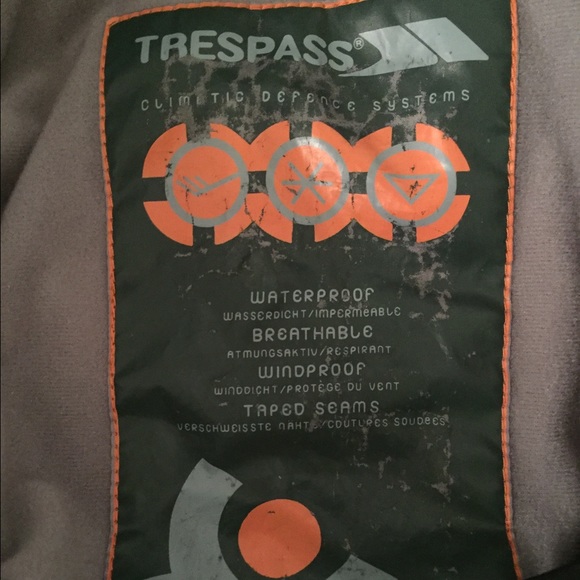 TRESPASS®
CLIMITIC DEFENCE SYSTEMS
WATERPROOF
WASSERDICHT/IMPERMEABLE
BREATHABLE
ATMUNGSAKTIV/RESPIRANT
WINDPROOF
WINDDICHT/PROTÈGE DU VENT
TAPED SEAMS
VERSCHWEISSTE NAHTE/COUTURES SOUDEES